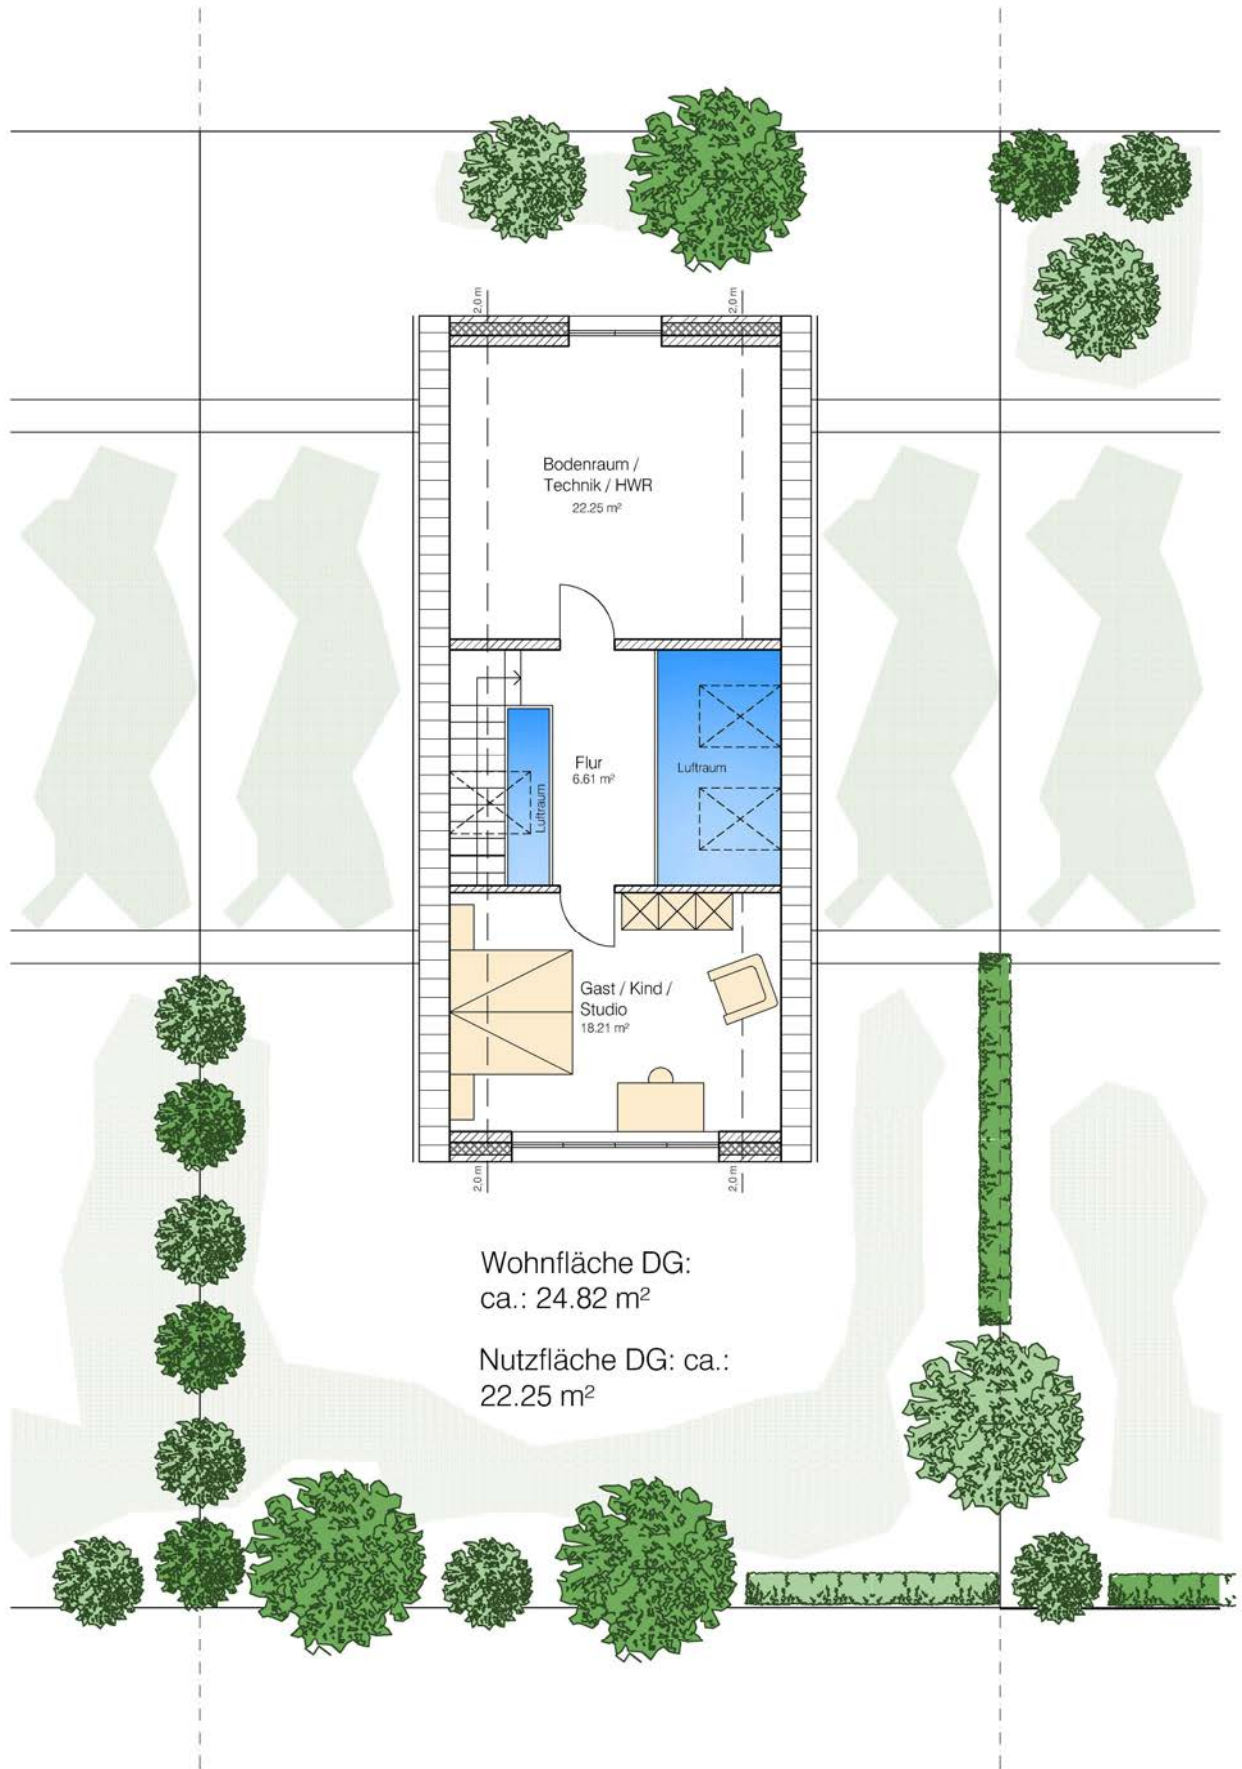 2.0 m
2.0 m
Bodenraum /
Technik / HWR
22.25 m²
Flur
6.61 m²
Luftraum
Luftraum
Gast / Kind /
Studio
18.21 m²
2.0 m
2.0 m
Wohnfläche DG:
ca.: 24.82 m²
Nutzfläche DG: ca.:
22.25 m²